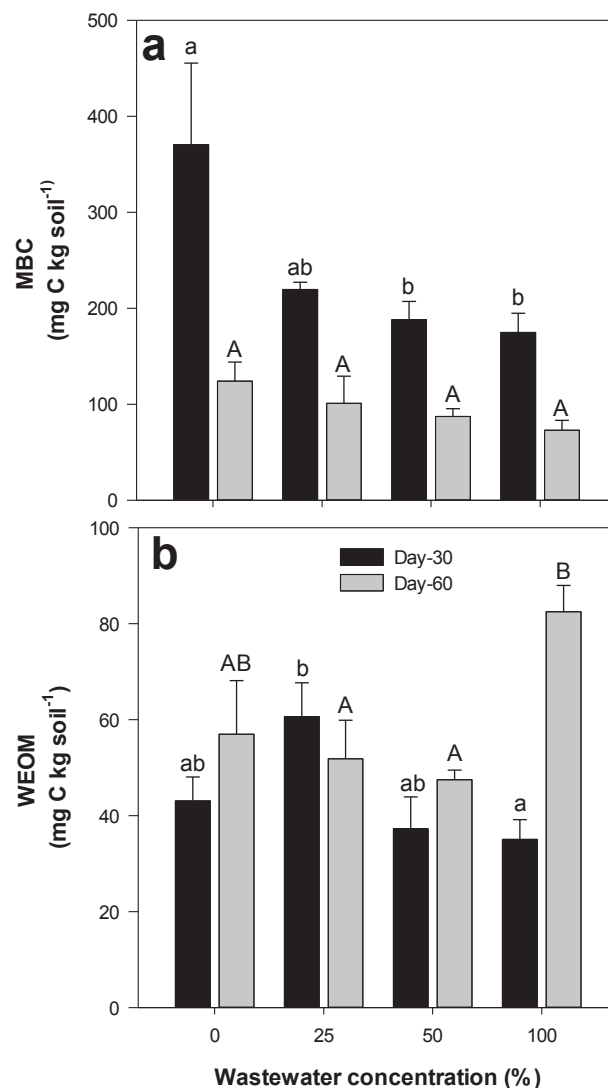 a
500
400
300
200
100
0
MBC
(mg C kg soil⁻¹)
a
A
ab
A
b
A
b
A
b
Day-30
Day-60
100
80
60
40
20
0
WEOM
(mg C kg soil⁻¹)
ab
AB
b
A
ab
A
a
B
0 25 50 100
Wastewater concentration (%)